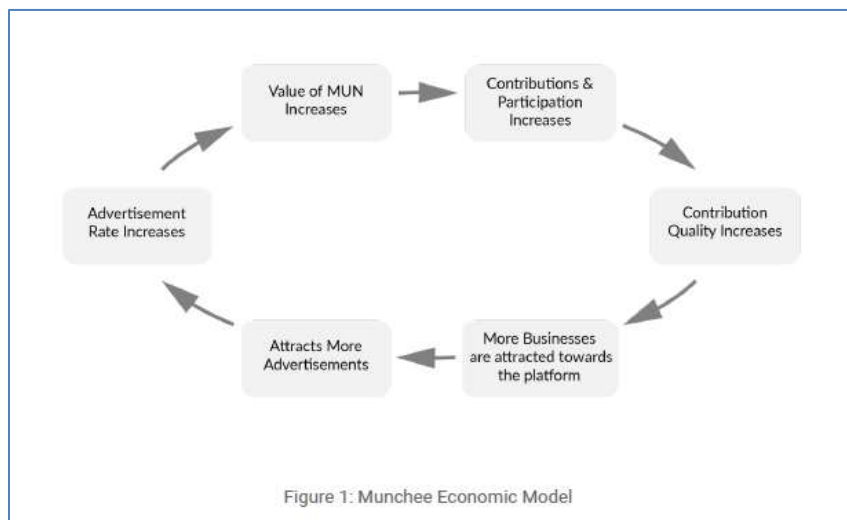 Value of MUN
Increases
Contributions &
Participation
Increases
Advertisement
Rate Increases
Contribution
Quality Increases
Attracts More
Advertisements
More Businesses
are attracted towards
the platform
Figure 1: Munchee Economic Model